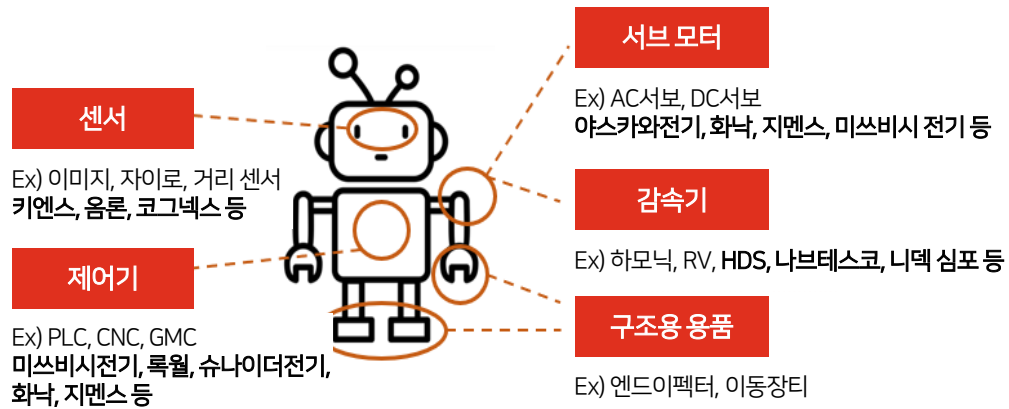 센서
Ex) 이미지, 자이로, 거리 센서
키엔스, 옴론, 코그넥스 등
제어기
Ex) PLC, CNC, GMC
미쓰비시전기, 록웰, 슈나이더전기,
화낙, 지멘스 등
서브 모터
Ex) AC서보, DC서보
야스카와전기, 화낙, 지멘스, 미쓰비시 전기 등
감속기
Ex) 하모닉, RV, HDS, 나브테스코, 니덱 심포 등
구조용 용품
Ex) 엔드이펙터, 이동장티